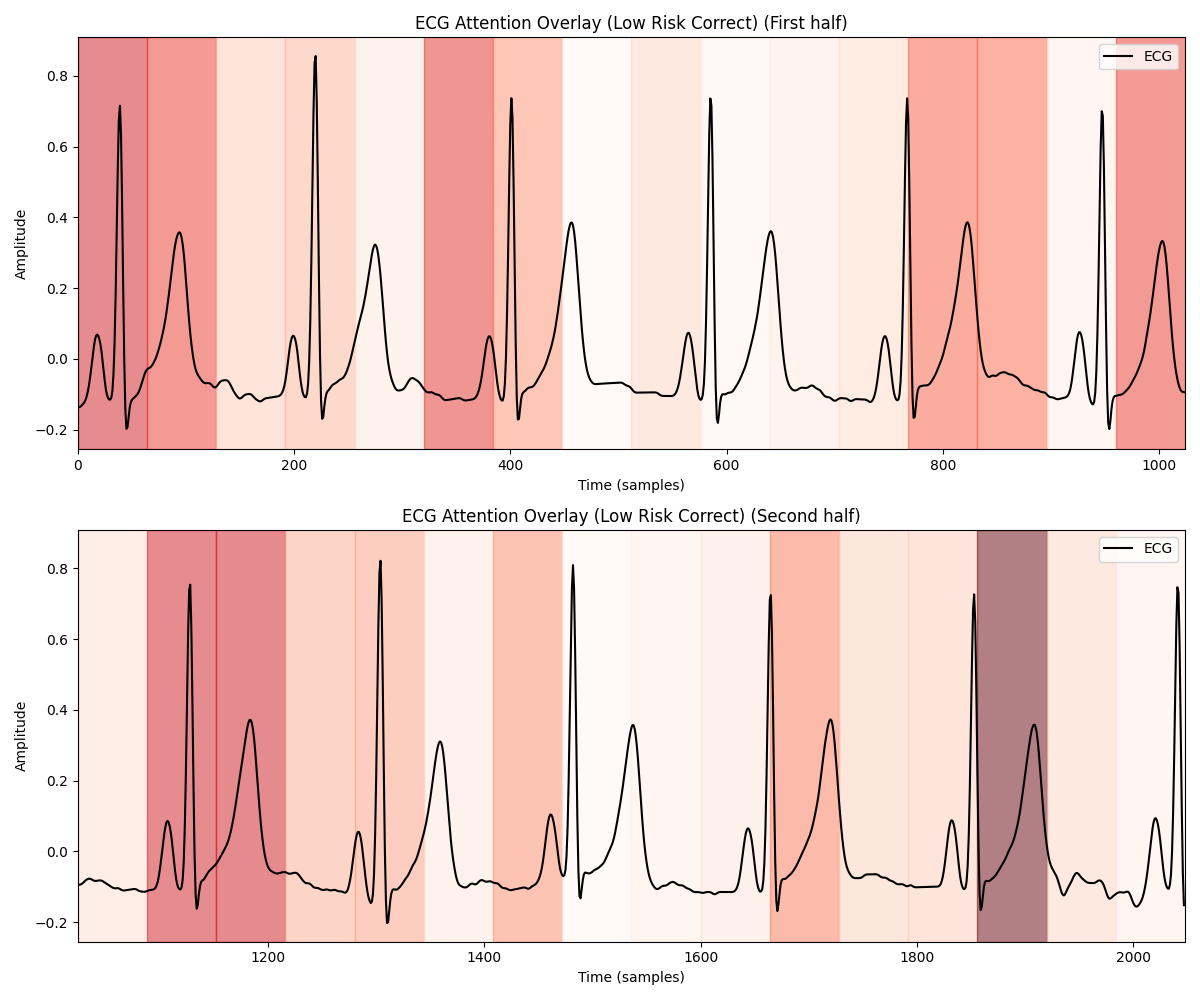 ECG Attention Overlay (Low Risk Correct) (First half)
ECG
Amplitude
0.8
0.6
0.4
0.2
0.0
−0.2
0 200 400 600 800 1000
Time (samples)
ECG Attention Overlay (Low Risk Correct) (Second half)
ECG
Amplitude
0.8
0.6
0.4
0.2
0.0
−0.2
1200 1400 1600 1800 2000
Time (samples)